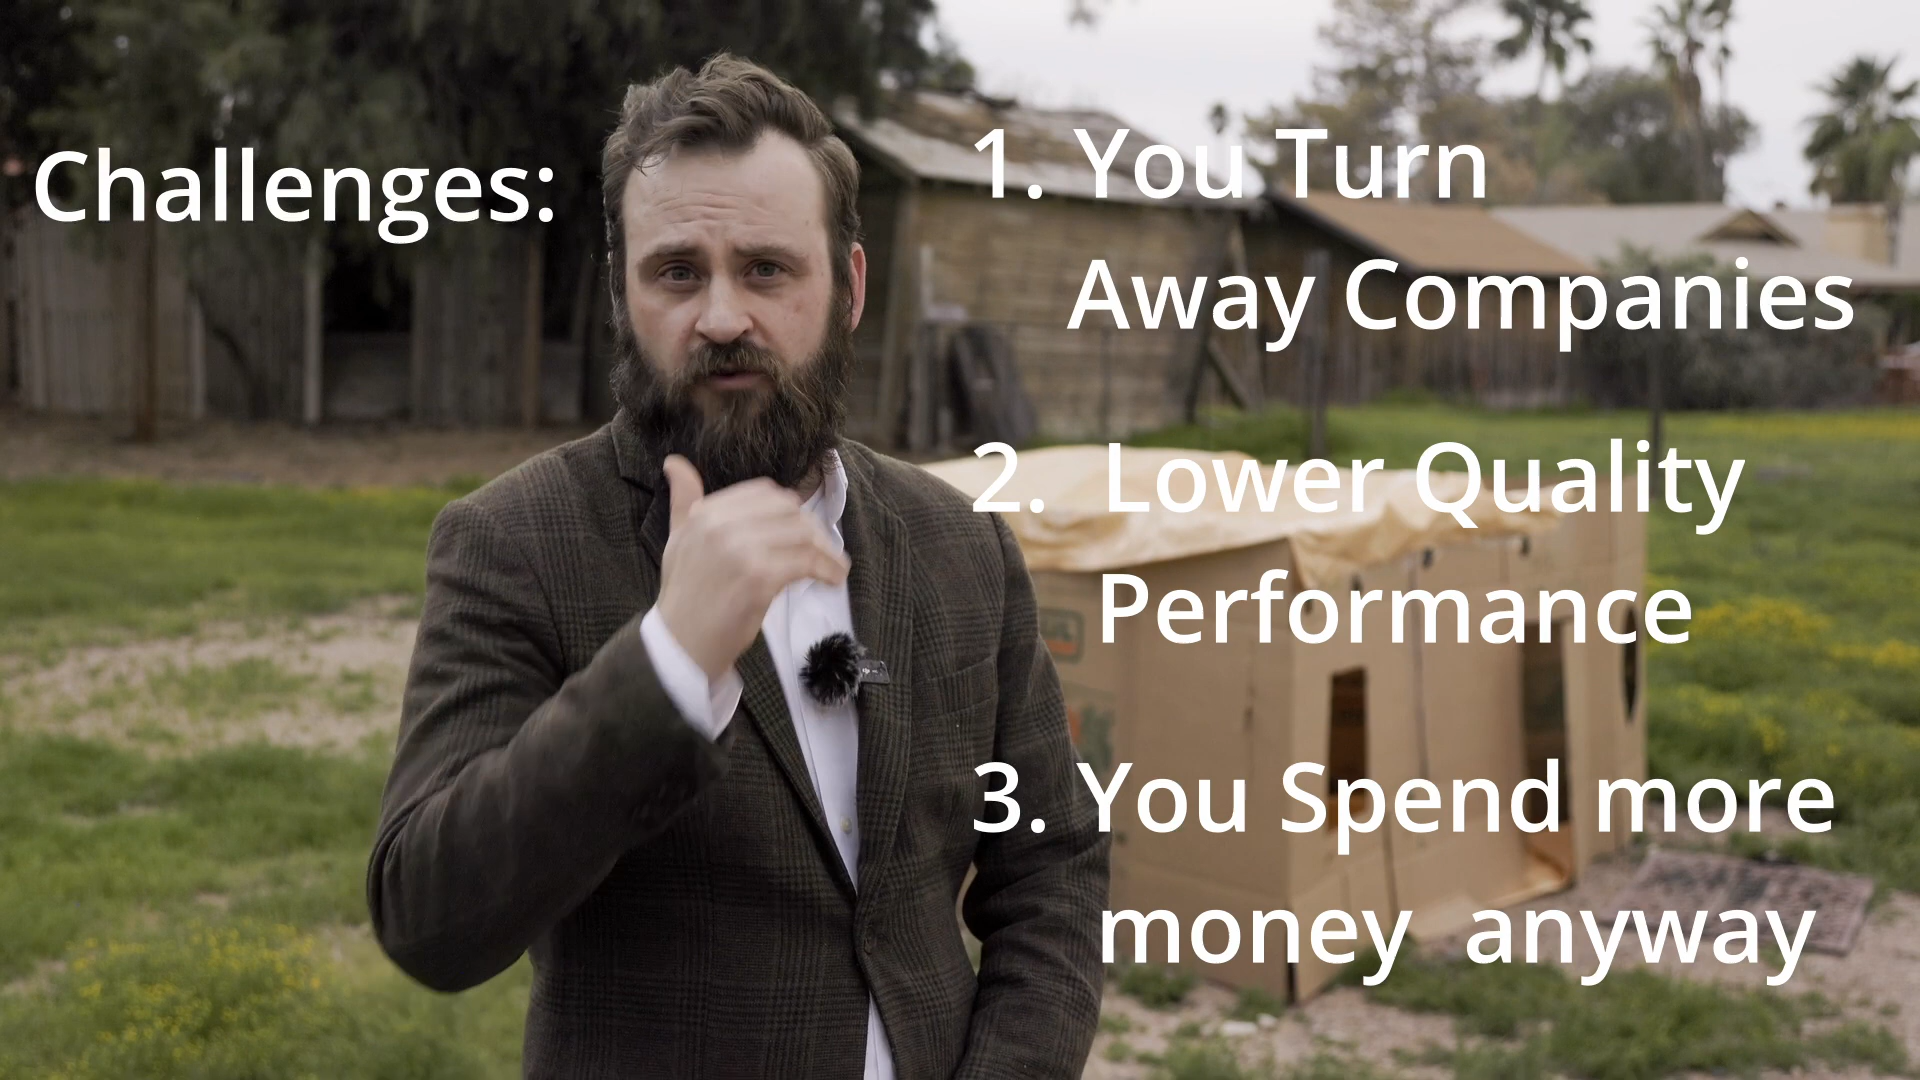 Challenges:
1. You Turn
Away Companies
2. Lower Quality
Performance
3. You Spend more
money anyway